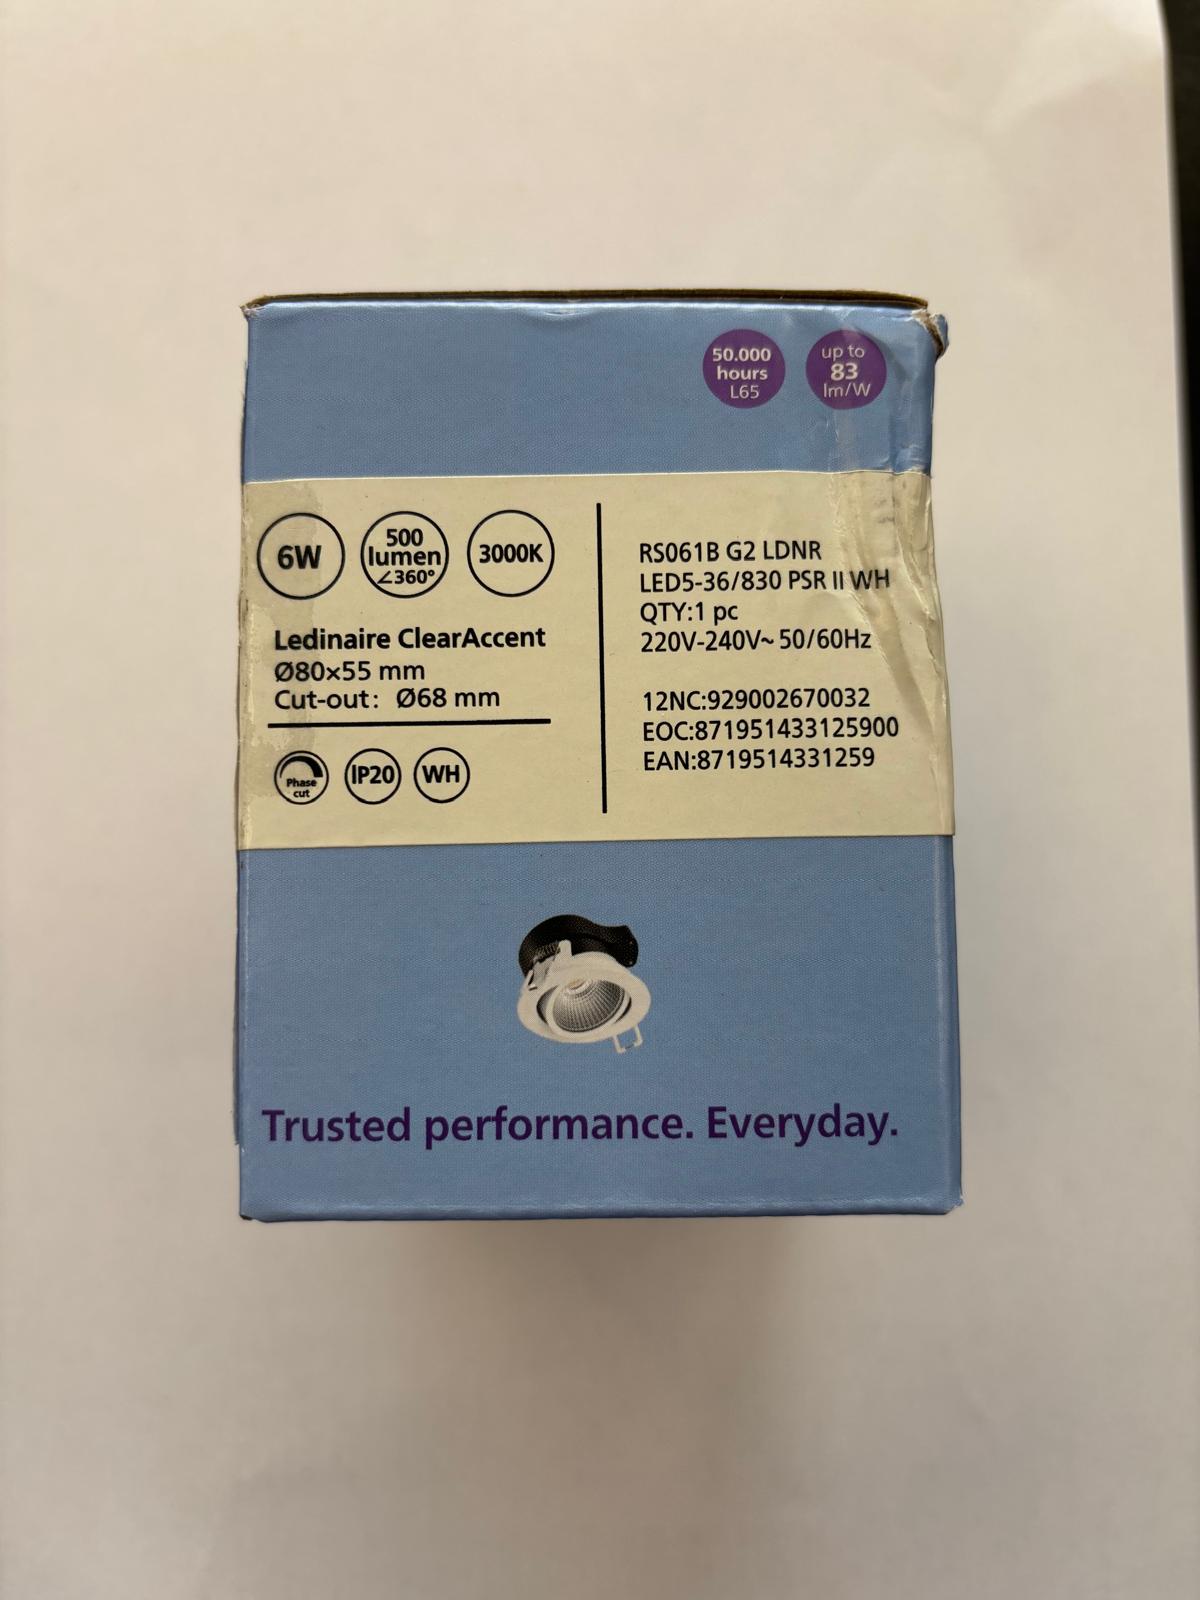 50.000
hours
L65
up to
83
lm/W
6W
500
lumen
∠360°
3000K
Ledinaire ClearAccent
Ø80x55 mm
Cut-out: Ø68 mm
Phase
cut
IP20
WH
RS061B G2 LDNR
LED5-36/830 PSR II WH
QTY:1 pc
220V-240V~ 50/60Hz
12NC:929002670032
EOC:871951433125900
EAN:8719514331259
Trusted performance. Everyday.